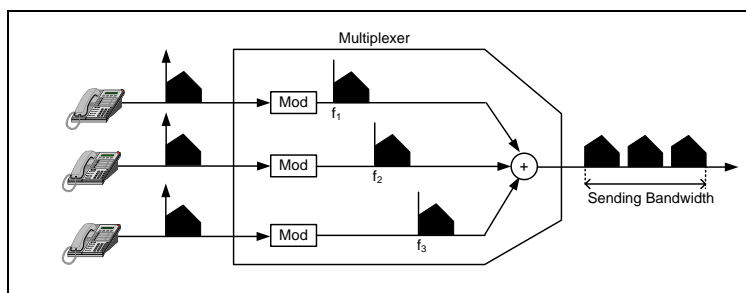 Multiplexer
Mod
f1
Mod
f2
+
Sending Bandwidth
Mod
f3